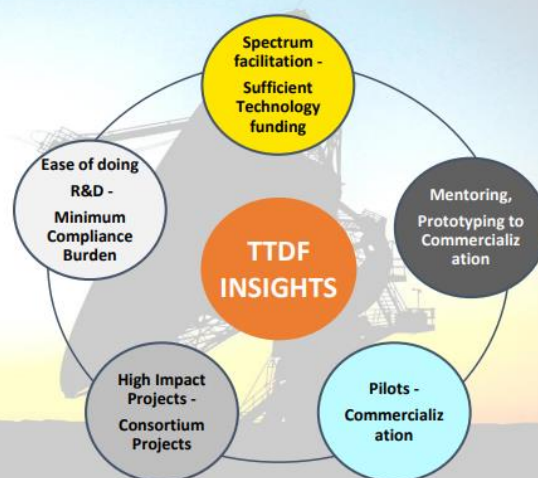 Spectrum
facilitation -
Sufficient
Technology
funding
Ease of doing
R&D -
Minimum
Compliance
Burden
Mentoring,
Prototyping to
Commercializ
ation
TTDF
INSIGHTS
High Impact
Projects -
Consortium
Projects
Pilots -
Commercializ
ation